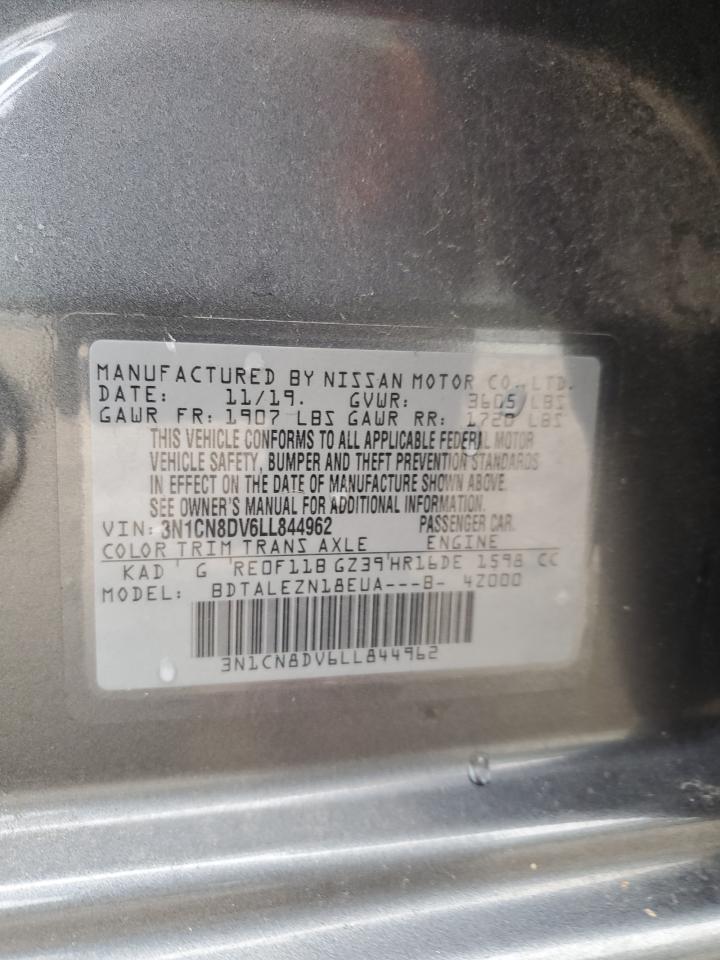 MANUFACTURED BY NISSAN MOTOR CO., LTD.
DATE: 11/19. GVWR: 3605 LBS
GAWR FR: 1907 LBS GAWR RR: 1720 LBS
THIS VEHICLE CONFORMS TO ALL APPLICABLE FEDERAL MOTOR
VEHICLE SAFETY, BUMPER AND THEFT PREVENTION STANDARDS
IN EFFECT ON THE DATE OF MANUFACTURE SHOWN ABOVE.
SEE OWNER'S MANUAL FOR ADDITIONAL INFORMATION.
VIN: 3N1CN8DV6LL844962 PASSENGER CAR.
COLOR TRIM TRANS AXLE ENGINE
KAD ' G 'RE0F11B GZ39'HR16DE 1598 CC
MODEL: BDTALEZN18EUA---B- 4Z000
3N1CN8DV6LL844962